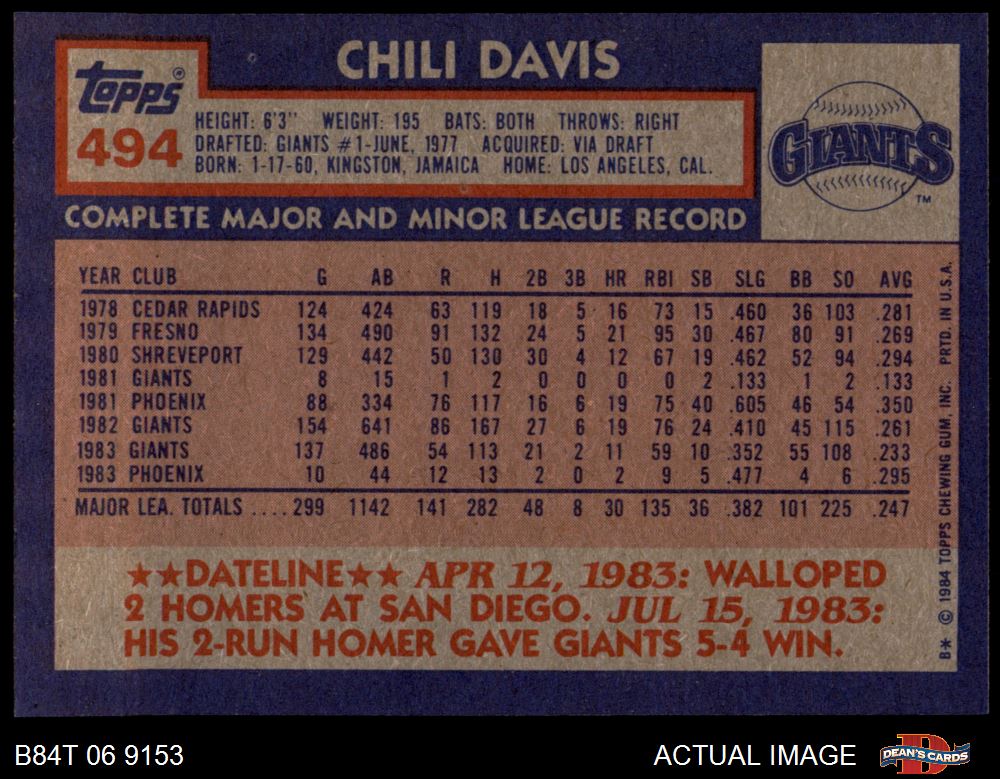 CHILI DAVIS
topps®
494
HEIGHT: 6'3" WEIGHT: 195 BATS: BOTH THROWS: RIGHT
DRAFTED: GIANTS #1-JUNE, 1977 ACQUIRED: VIA DRAFT
BORN: 1-17-60, KINGSTON, JAMAICA HOME: LOS ANGELES, CAL.
GIANTS
TM
COMPLETE MAJOR AND MINOR LEAGUE RECORD
YEAR CLUB G AB R H 2B 3B HR RBI SB SLG BB SO AVG
1978 CEDAR RAPIDS 124 424 63 119 18 5 16 73 15 .460 36 103 .281
1979 FRESNO 134 490 91 132 24 5 21 95 30 .467 80 91 .269
1980 SHREVEPORT 129 442 50 130 30 4 12 67 19 .462 52 94 .294
1981 GIANTS 8 15 1 2 0 0 0 0 2 .133 1 2 .133
1981 PHOENIX 88 334 76 117 16 6 19 75 40 .605 46 54 .350
1982 GIANTS 154 641 86 167 27 6 19 76 24 .410 45 115 .261
1983 GIANTS 137 486 54 113 21 2 11 59 10 .352 55 108 .233
1983 PHOENIX 10 44 12 13 2 0 2 9 5 .477 4 6 .295
MAJOR LEA. TOTALS .... 299 1142 141 282 48 8 30 135 36 .382 101 225 .247
★★DATELINE★★ APR 12, 1983: WALLOPED
2 HOMERS AT SAN DIEGO. JUL 15, 1983:
HIS 2-RUN HOMER GAVE GIANTS 5-4 WIN.
B* © 1984 TOPPS CHEWING GUM, INC. PRTD. IN U.S.A.
B84T 06 9153
ACTUAL IMAGE
DEAN'S CARDS